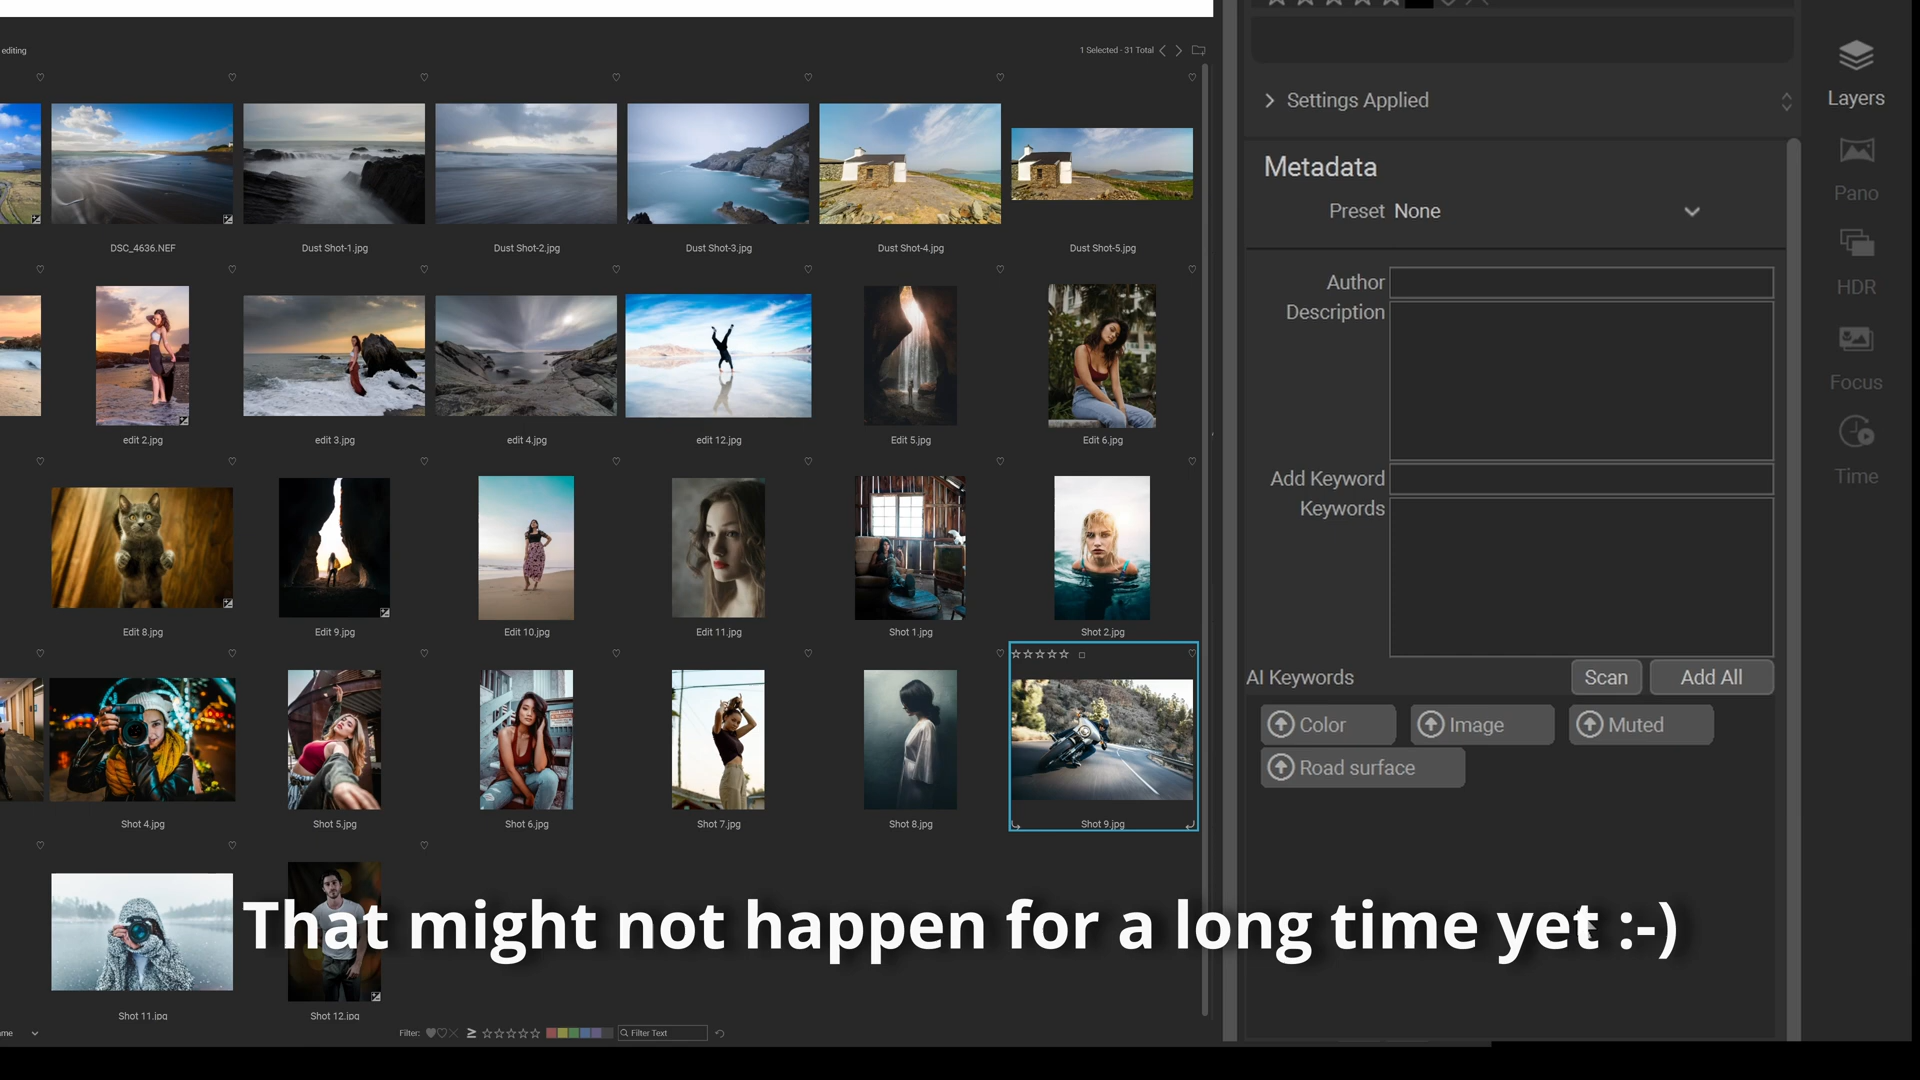 editing
1 Selected - 31 Total
Settings Applied
Layers
Metadata
Pano
Preset None
DSC_4636.NEF
Dust Shot-1.jpg
Dust Shot-2.jpg
Dust Shot-3.jpg
Dust Shot-4.jpg
Dust Shot-5.jpg
Author
HDR
Description
Focus
edit 2.jpg
edit 3.jpg
edit 4.jpg
edit 12.jpg
Edit 5.jpg
Edit 6.jpg
Add Keyword
Time
Keywords
Edit 8.jpg
Edit 9.jpg
Edit 10.jpg
Edit 11.jpg
Shot 1.jpg
Shot 2.jpg
AI Keywords
Scan
Add All
Color
Image
Muted
Road surface
Shot 4.jpg
Shot 5.jpg
Shot 6.jpg
Shot 7.jpg
Shot 8.jpg
Shot 9.jpg
That might not happen for a long time yet :-)
Shot 11.jpg
Shot 12.jpg
me
Filter:
Filter Text